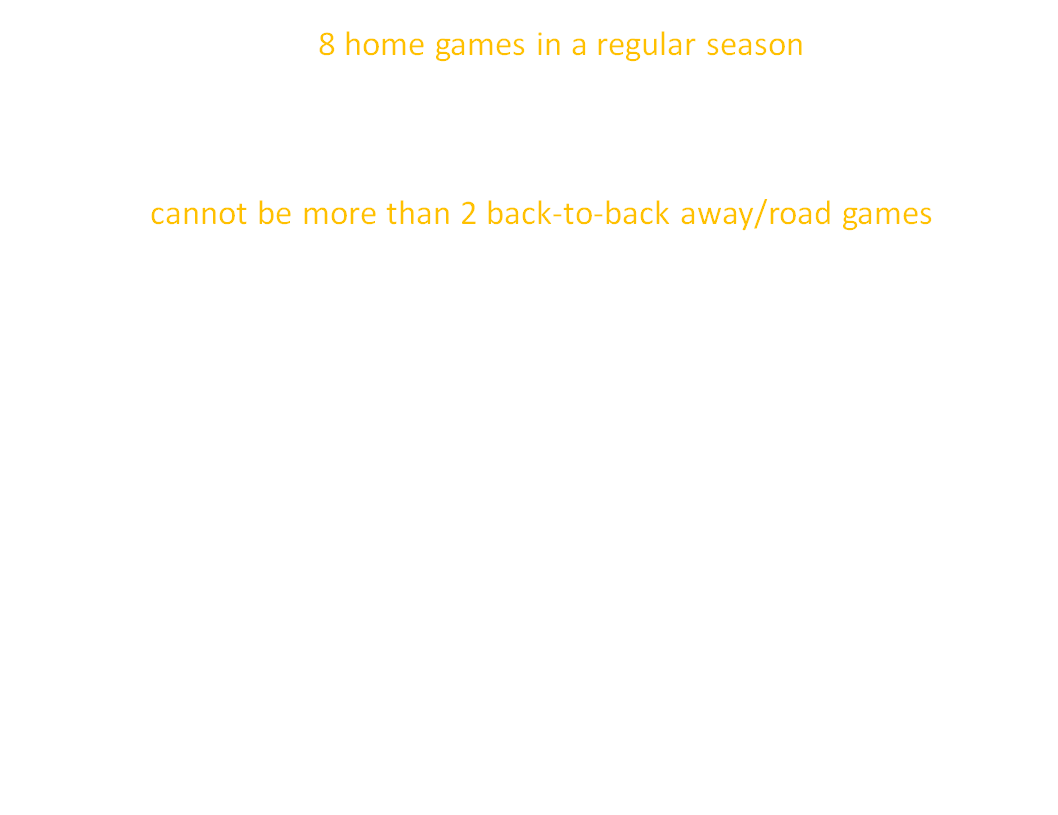 8 home games in a regular season
cannot be more than 2 back-to-back away/road games